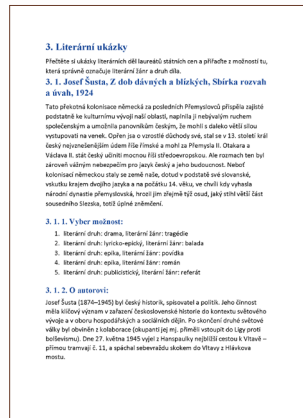 3. Literární ukázky
Přečtěte si ukázky literárních děl laureátů státních cen a přiřaďte z možností tu,
která správně označuje literární žánr a druh díla.
3. 1. Josef Šusta, Z dob dávných a blízkých, Sbírka rozvah
a úvah, 1924
Tato překotná kolonisace německá za posledních Přemyslovců přispěla zajisté
podstatně ke kulturnímu vývoji naší oblasti, naplnila ji nebývalým ruchem
společenským a umožnila panovníkům českým, že mohli s daleko větší silou
vystupovati na venek. Opřen jsa o vzrostlé důchody své, stal se v 13. století král
český nejvznešenějším údem říše římské a mohl za Přemysla II. Otakara a
Václava II. stát český učiniti mocnou říší středoevropskou. Ale rozmach ten byl
zároveň vážným nebezpečím pro jazyk český a jeho budoucnost. Neboť
kolonisací německou staly se země naše, dotud v podstatě své slovanské,
vskutku krajem dvojího jazyka a na počátku 14. věku, ve chvíli kdy vyhasla
národní dynastie přemyslovská, hrozil jim zřejmě týž osud, jaký stihl větší část
sousedního Slezska, totiž úplné zněmčení.
3. 1. 1. Vyber možnost:
1. literární druh: drama, literární žánr: tragédie
2. literární druh: lyricko-epický, literární žánr: balada
3. literární druh: epika, literární žánr: povídka
4. literární druh: epika, literární žánr: román
5. literární druh: publicistický, literární žánr: referát
3. 1. 2. O autorovi:
Josef Šusta (1874–1945) byl český historik, spisovatel a politik. Jeho činnost
měla klíčový význam v zařazení československé historie do kontextu světového
vývoje a v oboru hospodářských a sociálních dějin. Po skončení druhé světové
války byl obviněn z kolaborace (okupanti jej mj. přiměli vstoupit do Ligy proti
bolševismu). Dne 27. května 1945 vyjel z Hanspaulky nejbližší cestou k Vltavě –
přímou tramvají č. 11, a spáchal sebevraždu skokem do Vltavy z Hlávkova
mostu.